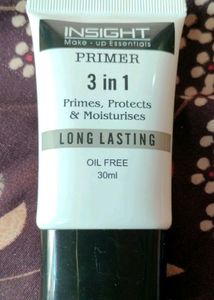 INSIGHT
Make-up Essentials
PRIMER
3 in 1
Primes, Protects
& Moisturises
LONG LASTING
OIL FREE
30ml